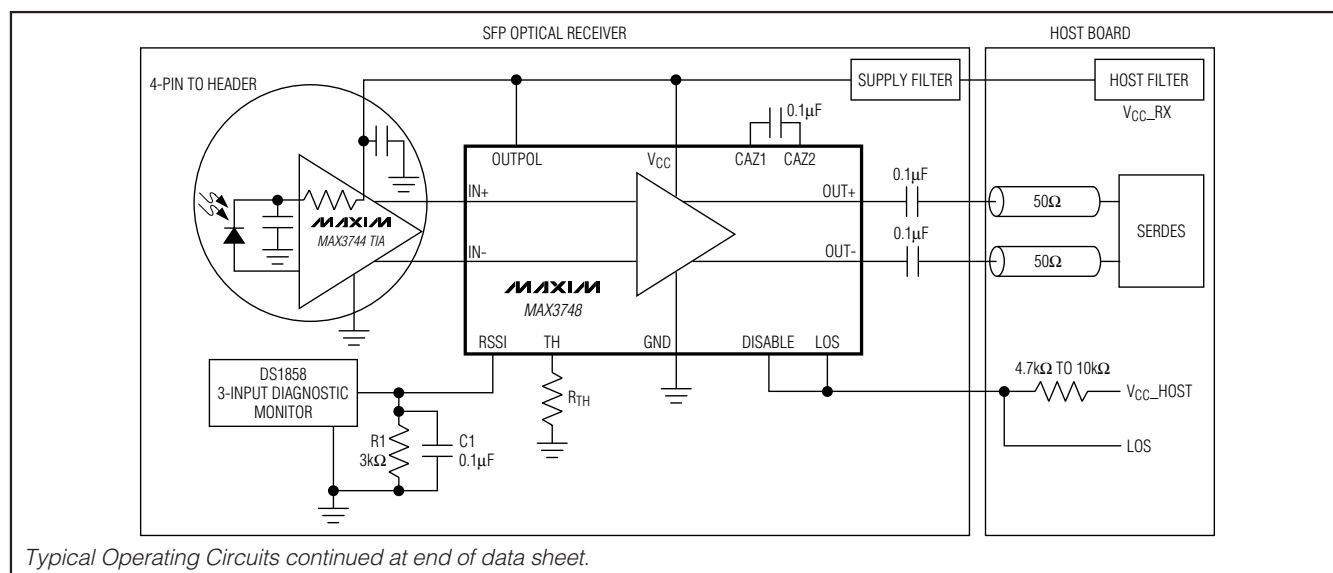 SFP OPTICAL RECEIVER
HOST BOARD
4-PIN TO HEADER
SUPPLY FILTER
HOST FILTER
VCC_RX
0.1µF
OUTPOL
VCC
CAZ1
CAZ2
IN+
OUT+
0.1µF
50Ω
MAXIM
MAX3744 TIA
SERDES
IN-
OUT-
0.1µF
50Ω
MAXIM
MAX3748
RSSI
TH
GND
DISABLE
LOS
DS1858
3-INPUT DIAGNOSTIC
MONITOR
RTH
4.7kΩ TO 10kΩ
VCC_HOST
R1
3kΩ
C1
0.1µF
LOS
Typical Operating Circuits continued at end of data sheet.